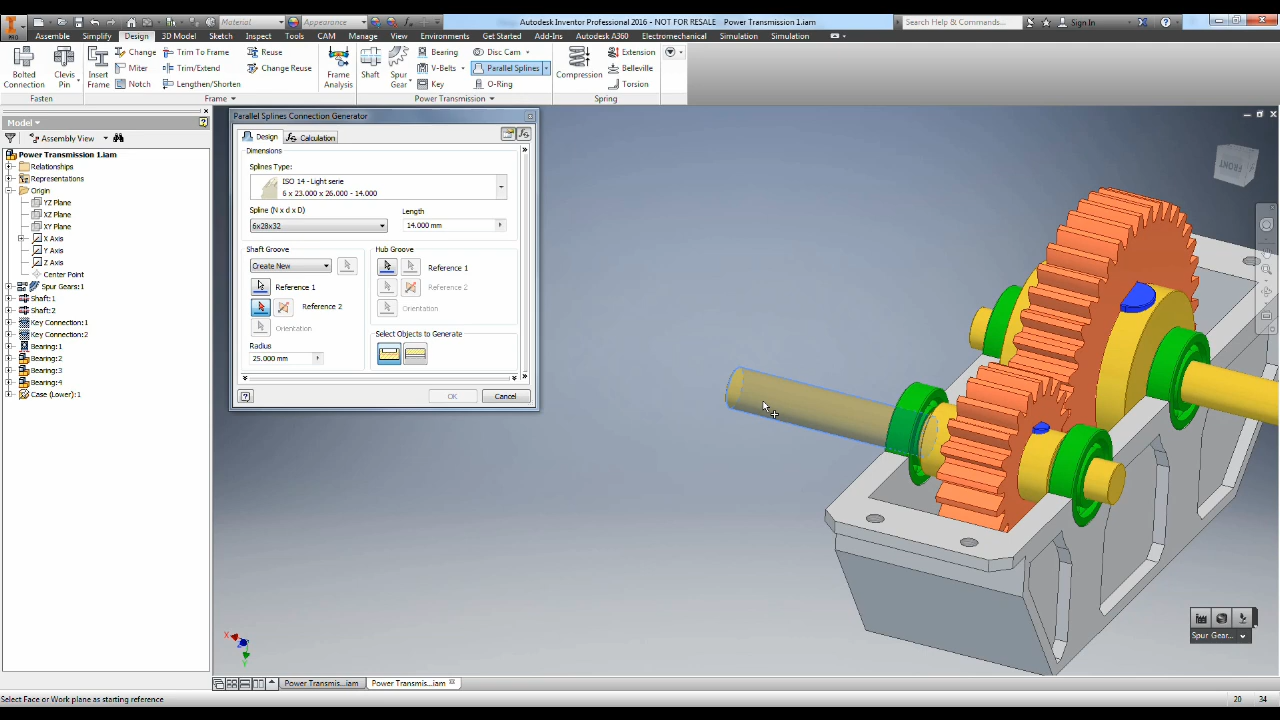 Material
Appearance
Autodesk Inventor Professional 2016 - NOT FOR RESALE Power Transmission 1.iam
Search Help & Commands...
Sign In
PRO
Assembly Simplify Design 3D Model Sketch Inspect Tools CAM Manage View Environments Get Started Add-Ins Autodesk A360 Electromechanical Simulation Simulation
Bolted Connection
Clevis Pin
Insert Frame
Change
Miter
Notch
Trim To Frame
Trim/Extend
Lengthen/Shorten
Reuse
Change Reuse
Frame Analysis
Shaft
Spur Gear
Bearing
V-Belts
Key
Disc Cam
Parallel Splines
O-Ring
Compression
Extension
Belleville
Torsion
Fasten
Frame
Power Transmission
Spring
Model
Assembly View
Power Transmission 1.iam
Relationships
Representations
Origin
YZ Plane
XZ Plane
XY Plane
X Axis
Y Axis
Z Axis
Center Point
Spur Gears:1
Shaft:1
Shaft:2
Key Connection:1
Key Connection:2
Bearing:1
Bearing:2
Bearing:3
Bearing:4
Case (Lower):1
Parallel Splines Connection Generator
Design
Calculation
Dimensions
Splines Type:
ISO 14 - Light serie
6 x 23.000 x 26.000 - 14.000
Spline (N x d x D)
Length
6x28x32
14.000 mm
Shaft Groove
Hub Groove
Create New
Reference 1
Reference 1
Reference 2
Reference 2
Orientation
Orientation
Select Objects to Generate
Radius
25.000 mm
OK
Cancel
FRONT
Spur Gear...
X
Y
Power Transmis...iam
Power Transmis...iam
Select Face or Work plane as starting reference
20
34